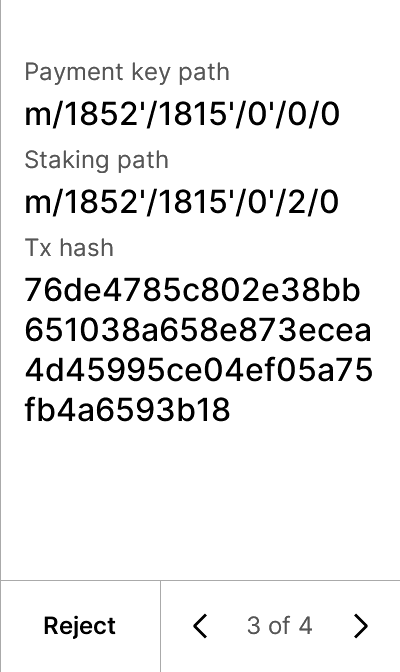 Payment key path
m/1852'/1815'/0'/0/0
Staking path
m/1852'/1815'/0'/2/0
Tx hash
76de4785c802e38bb
651038a658e873ecea
4d45995ce04ef05a75
fb4a6593b18
Reject
3 of 4